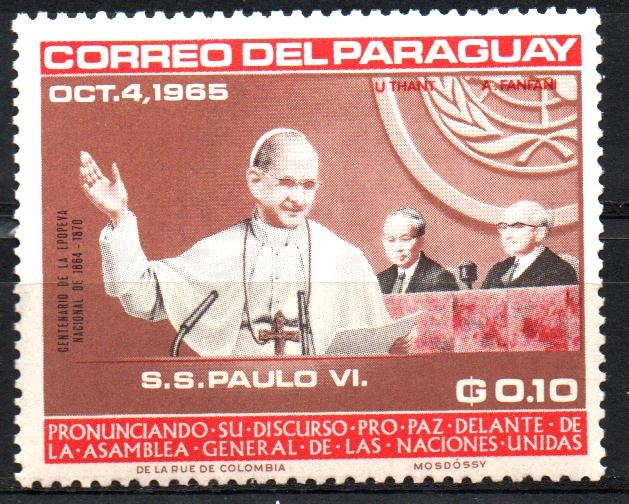 CORREO DEL PARAGUAY
OCT.4,1965
U THANT A. FANFANI
CENTENARIO DE LA EPOPEYA
NACIONAL DE 1864-1870
S.S.PAULO VI.
₲ 0.10
PRONUNCIANDO·SU·DISCURSO·PRO·PAZ·DELANTE·DE
LA·ASAMBLEA·GENERAL·DE·LAS·NACIONES·UNIDAS
DE LA RUE DE COLOMBIA MOSDÓSSY